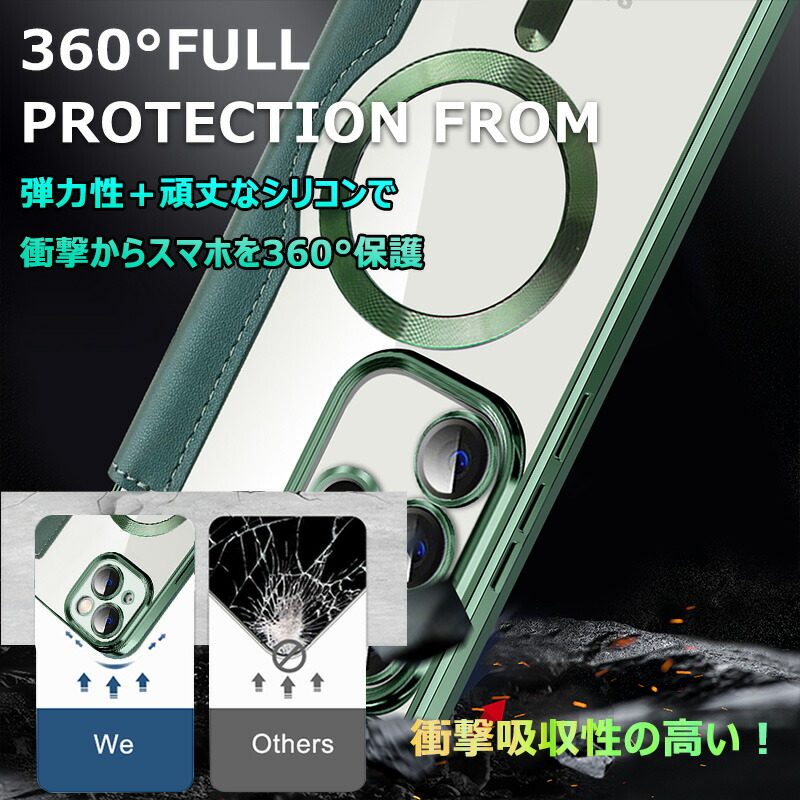 360°FULL
PROTECTION FROM
弾力性＋頑丈なシリコンで
衝撃からスマホを360°保護
We
Others
衝撃吸収性の高い！